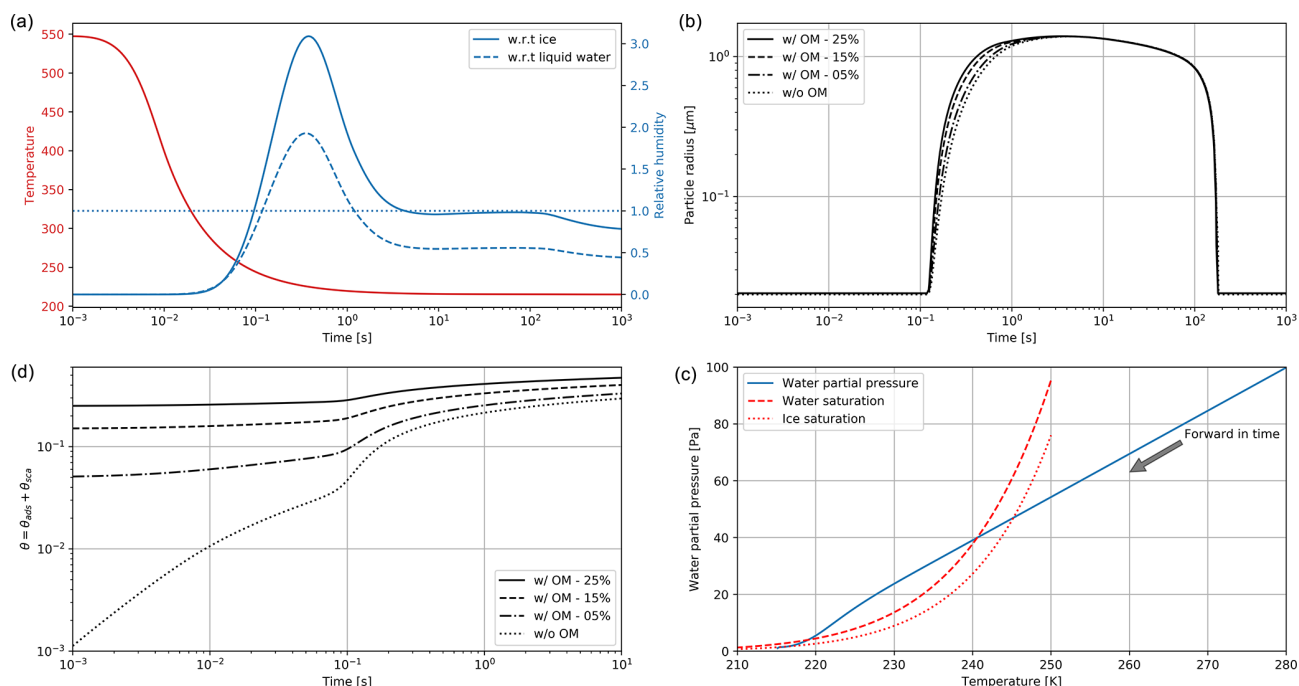 (a)
550
500
450
400
350
300
250
200
Temperature
w.r.t ice
w.r.t liquid water
3.0
2.5
2.0
1.5
1.0
0.5
0.0
Relative humidity
10⁻³
10⁻²
10⁻¹
10⁰
10¹
10²
10³
Time [s]
(b)
w/ OM - 25%
w/ OM - 15%
w/ OM - 05%
w/o OM
10⁰
10⁻¹
Particle radius [μm]
10⁻³
10⁻²
10⁻¹
10⁰
10¹
10²
10³
Time [s]
(d)
10⁻¹
10⁻²
10⁻³
θ = θads + θsca
w/ OM - 25%
w/ OM - 15%
w/ OM - 05%
w/o OM
10⁻³
10⁻²
10⁻¹
10⁰
10¹
Time [s]
(c)
Water partial pressure
Water saturation
Ice saturation
Forward in time
100
80
60
40
20
0
Water partial pressure [Pa]
210
220
230
240
250
260
270
280
Temperature [K]